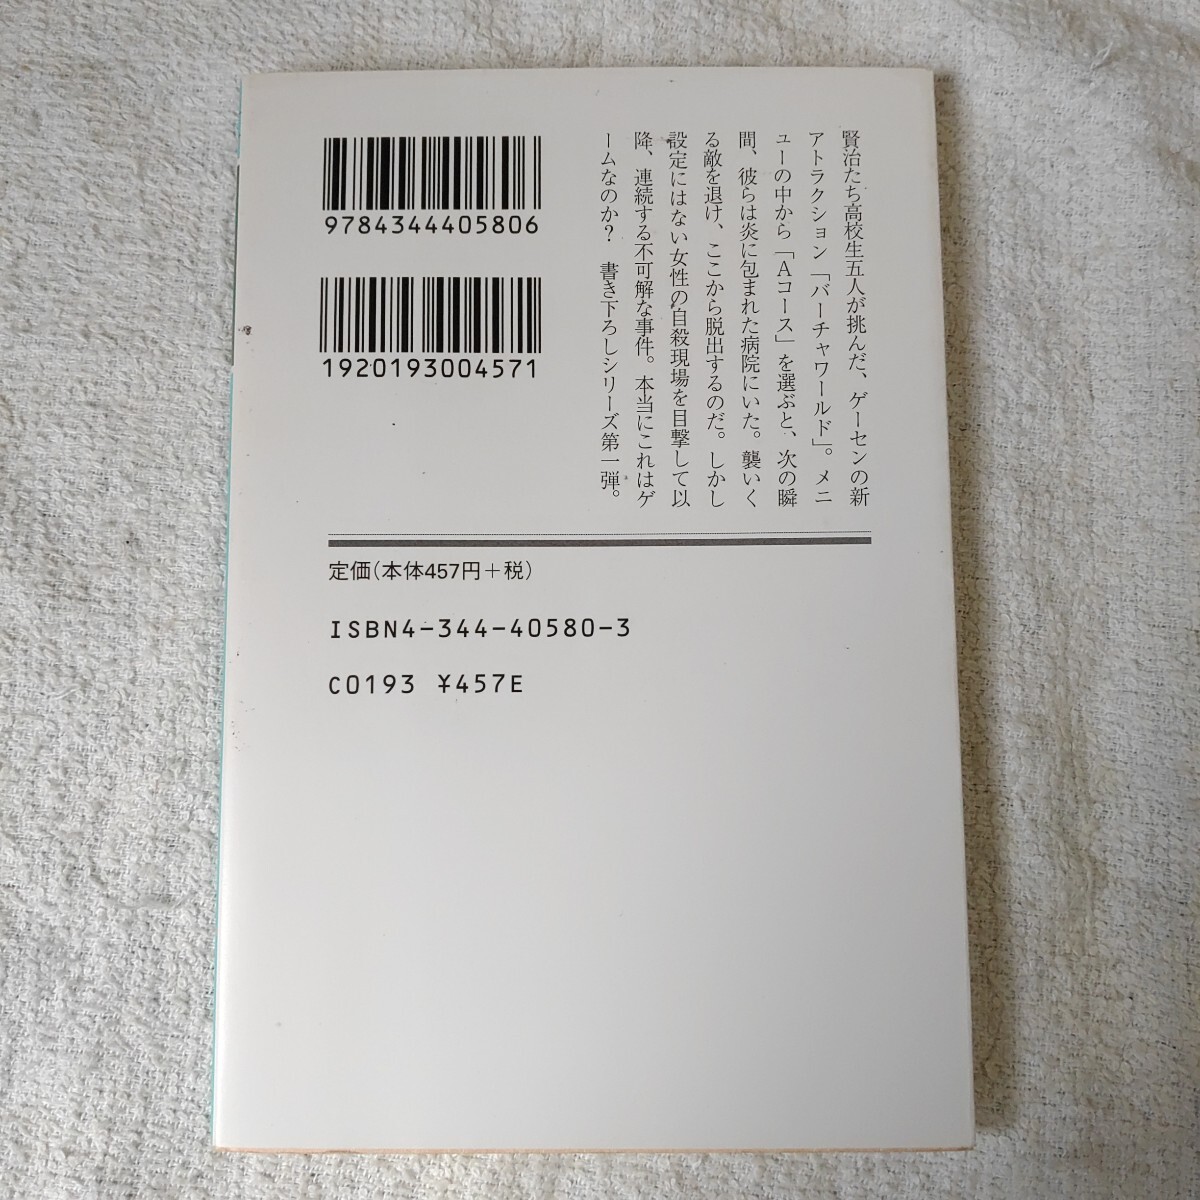 9784344405806
1920193004571
賢治たち高校生五人が挑んだ、ゲーセンの新
アトラクション「バーチャワールド」。メニ
ューの中から「Aコース」を選ぶと、次の瞬
間、彼らは炎に包まれた病院にいた。襲いく
る敵を退け、ここから脱出するのだ。しかし
設定にはない女性の自殺現場を目撃して以
降、連続する不可解な事件。本当にこれはゲ
ームなのか? 書き下ろしシリーズ第一弾。
定価(本体457円+税)
ISBN4-344-40580-3
C0193 ¥457E